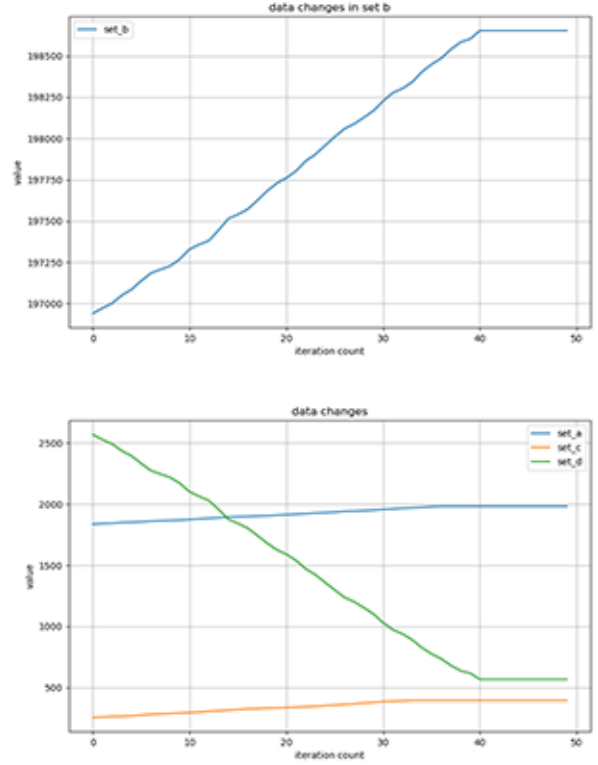 data changes in set b
set_b
198500
198250
198000
197750
197500
197250
197000
value
0 10 20 30 40 50
iteration count
data changes
set_a
set_c
set_d
2500
2000
1500
1000
500
value
0 10 20 30 40 50
iteration count